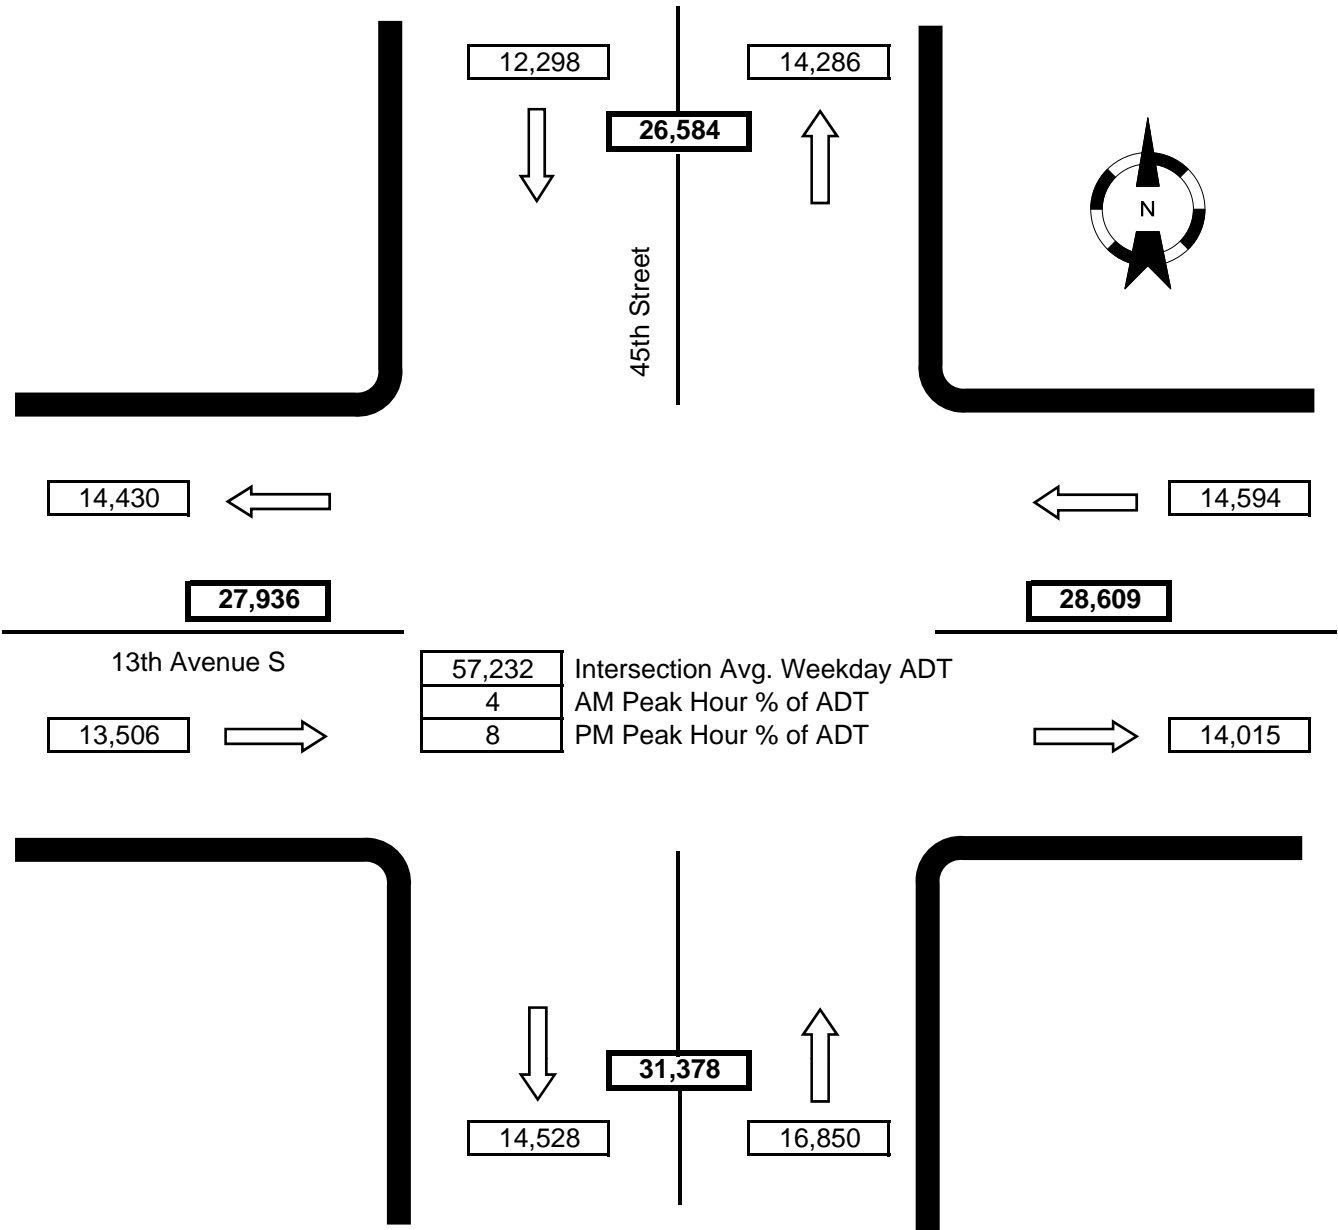 12,298
14,286
26,584
N
45th Street
14,430
14,594
27,936
28,609
13th Avenue S
57,232 Intersection Avg. Weekday ADT
4 AM Peak Hour % of ADT
8 PM Peak Hour % of ADT
13,506
14,015
31,378
14,528
16,850